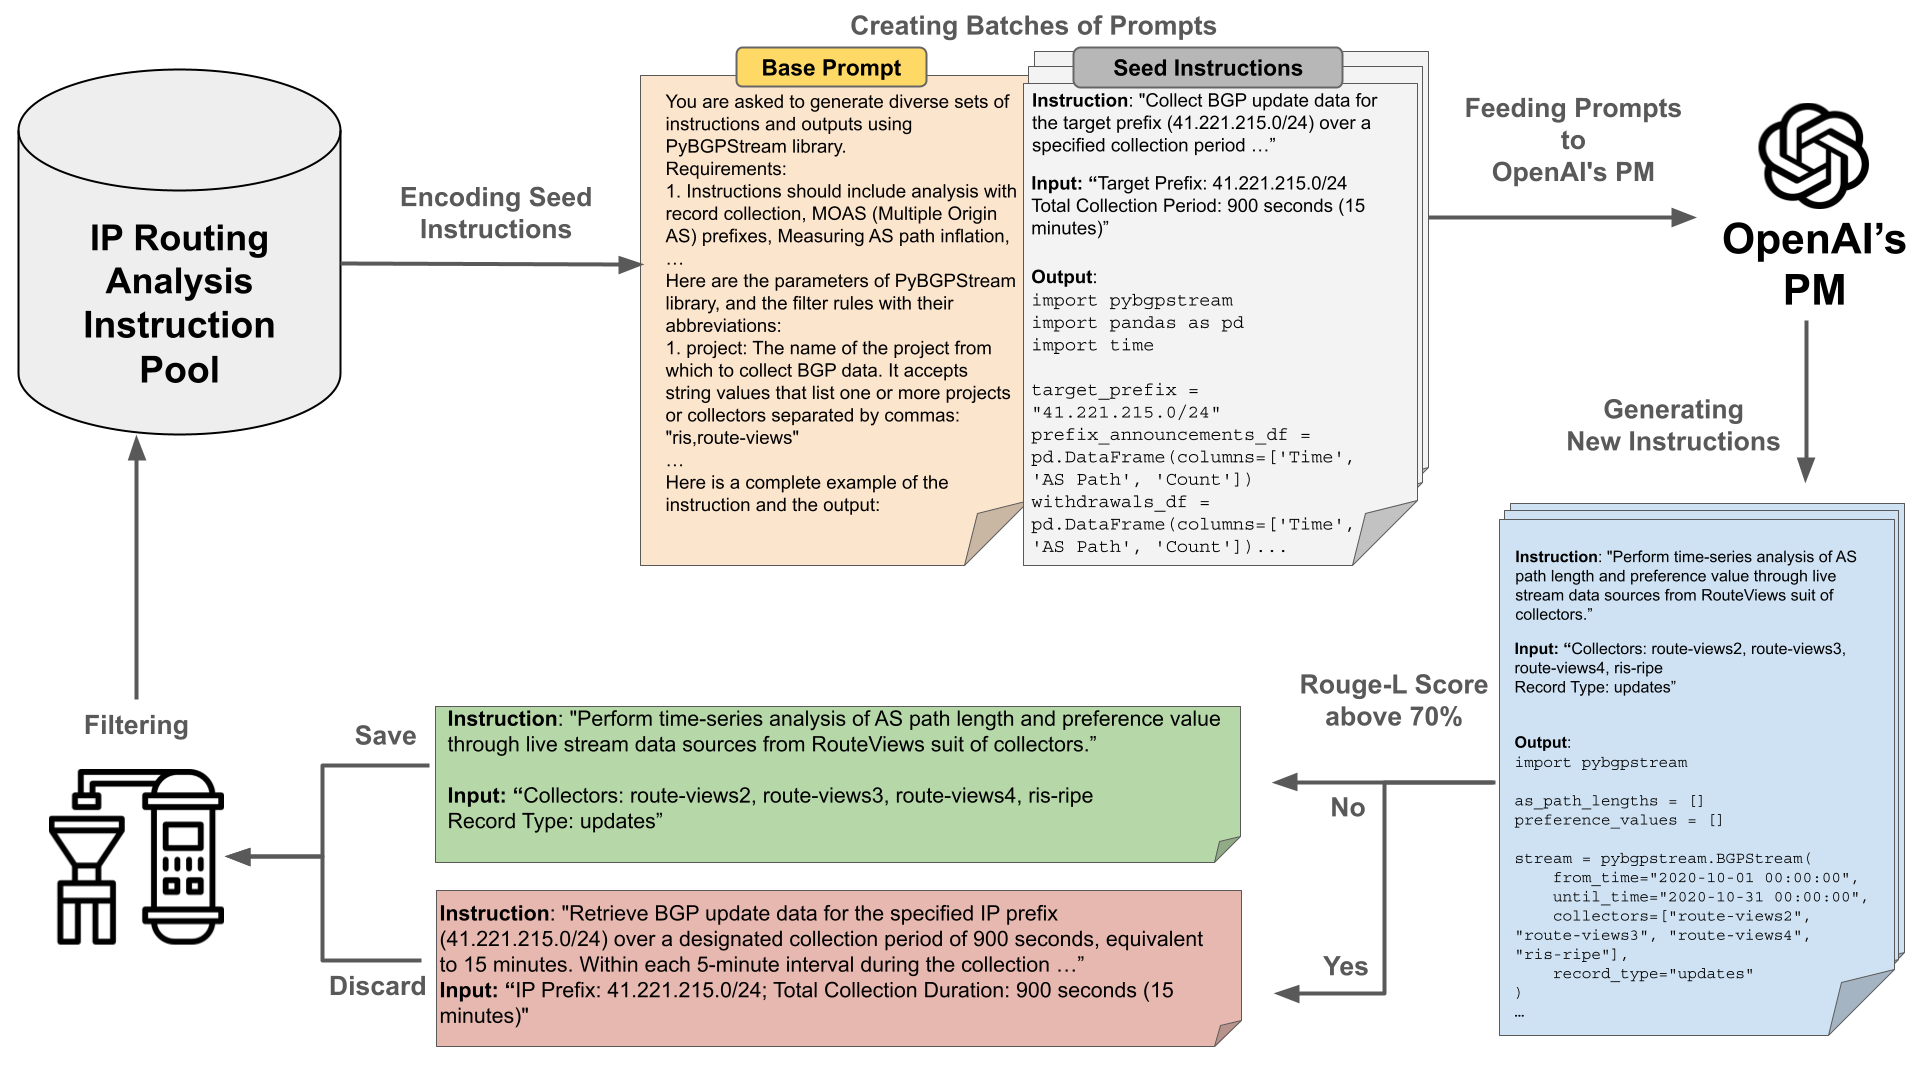 Creating Batches of Prompts
IP Routing
Analysis
Instruction
Pool
Encoding Seed
Instructions
Base Prompt
You are asked to generate diverse sets of
instructions and outputs using
PyBGPStream library.
Requirements:
1. Instructions should include analysis with
record collection, MOAS (Multiple Origin
AS) prefixes, Measuring AS path inflation,
...
Here are the parameters of PyBGPStream
library, and the filter rules with their
abbreviations:
1. project: The name of the project from
which to collect BGP data. It accepts
string values that list one or more projects
or collectors separated by commas:
"ris,route-views"
...
Here is a complete example of the
instruction and the output:
Seed Instructions
Instruction: "Collect BGP update data for
the target prefix (41.221.215.0/24) over a
specified collection period …”
Input: “Target Prefix: 41.221.215.0/24
Total Collection Period: 900 seconds (15
minutes)”
Output:
import pybgpstream
import pandas as pd
import time
target_prefix =
"41.221.215.0/24"
prefix_announcements_df =
pd.DataFrame(columns=['Time',
'AS Path', 'Count'])
withdrawals_df =
pd.DataFrame(columns=['Time',
'AS Path', 'Count'])...
Feeding Prompts
to
OpenAI's PM
OpenAI’s
PM
Generating
New Instructions
Instruction: "Perform time-series analysis of AS
path length and preference value through live
stream data sources from RouteViews suit of
collectors.”
Input: “Collectors: route-views2, route-views3,
route-views4, ris-ripe
Record Type: updates”
Output:
import pybgpstream
as_path_lengths = []
preference_values = []
stream = pybgpstream.BGPStream(
    from_time="2020-10-01 00:00:00",
    until_time="2020-10-31 00:00:00",
    collectors=["route-views2",
"route-views3", "route-views4",
"ris-ripe"],
    record_type="updates"
)
…
Rouge-L Score
above 70%
No
Yes
Instruction: "Perform time-series analysis of AS path length and preference value
through live stream data sources from RouteViews suit of collectors.”
Input: “Collectors: route-views2, route-views3, route-views4, ris-ripe
Record Type: updates”
Instruction: "Retrieve BGP update data for the specified IP prefix
(41.221.215.0/24) over a designated collection period of 900 seconds, equivalent
to 15 minutes. Within each 5-minute interval during the collection …”
Input: “IP Prefix: 41.221.215.0/24; Total Collection Duration: 900 seconds (15
minutes)"
Save
Discard
Filtering